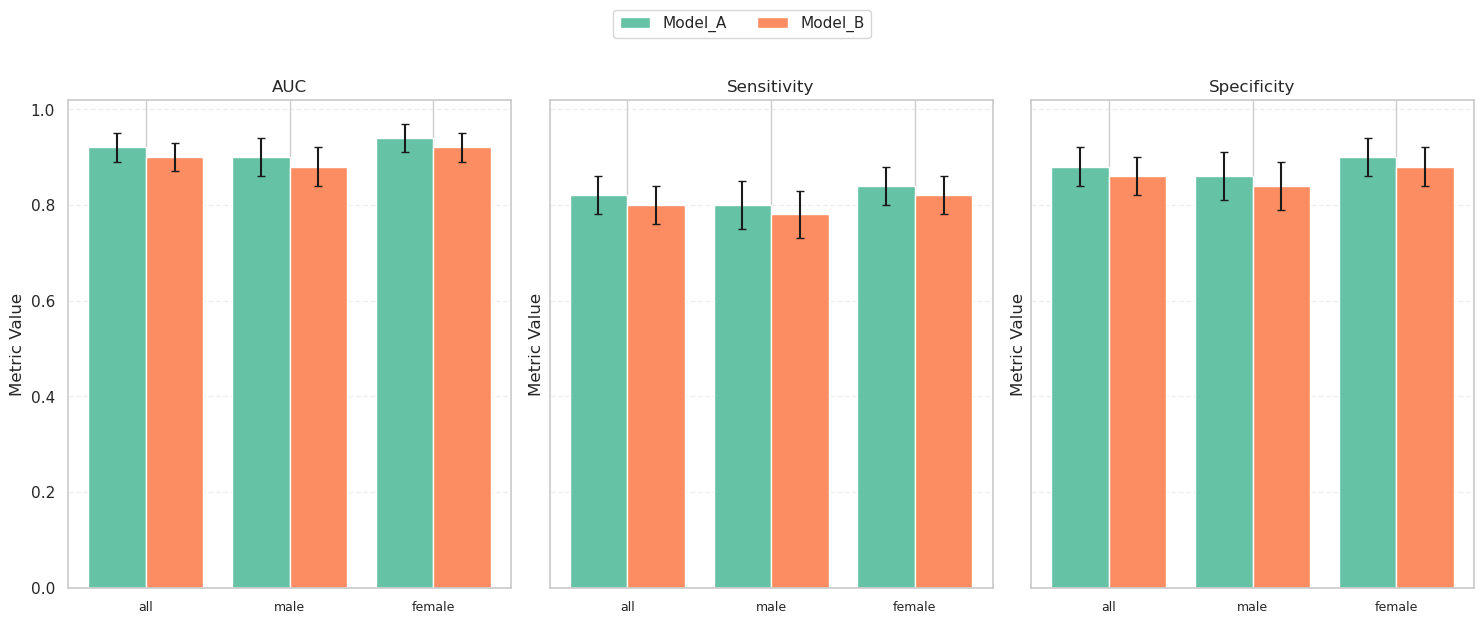 Model_A Model_B
AUC
Sensitivity
Specificity
Metric Value
1.0
0.8
0.6
0.4
0.2
0.0
all male female
Metric Value
all male female
Metric Value
all male female